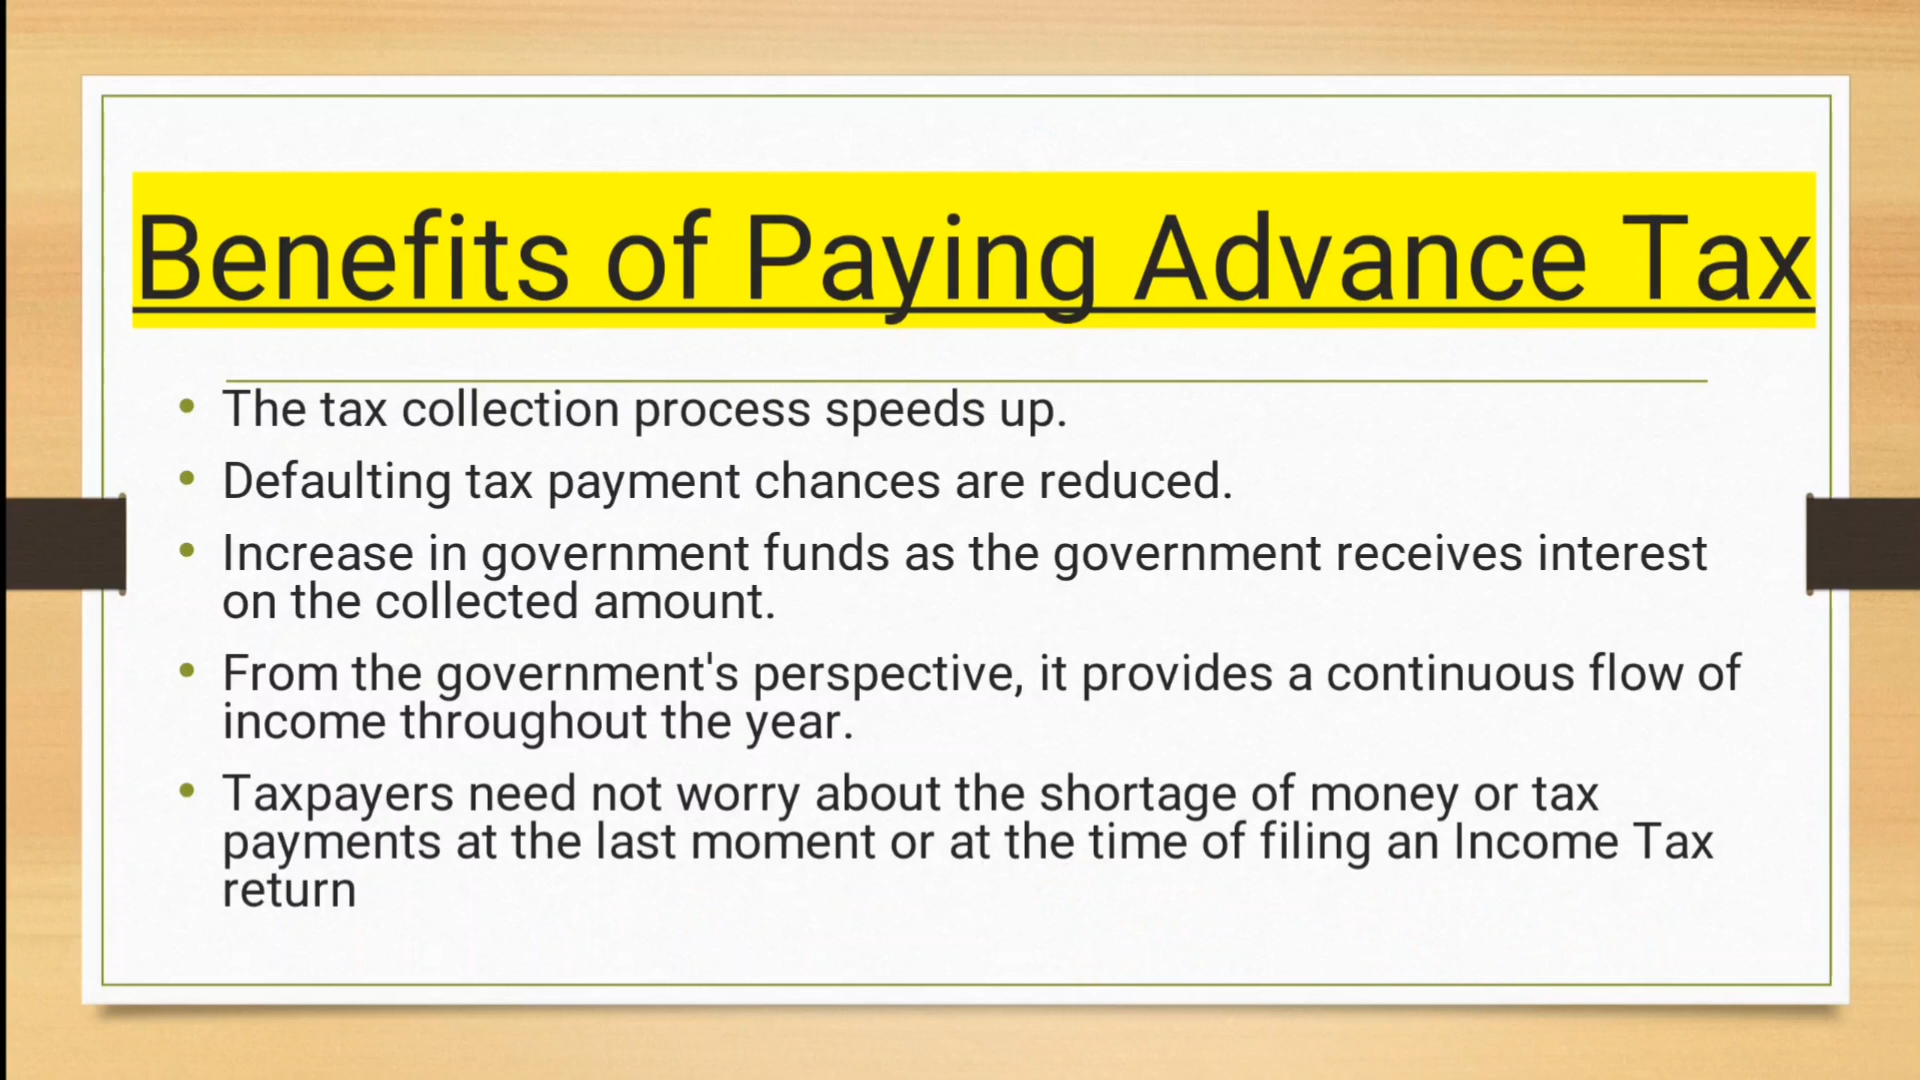 Benefits of Paying Advance Tax
• The tax collection process speeds up.
• Defaulting tax payment chances are reduced.
• Increase in government funds as the government receives interest
on the collected amount.
• From the government's perspective, it provides a continuous flow of
income throughout the year.
• Taxpayers need not worry about the shortage of money or tax
payments at the last moment or at the time of filing an Income Tax
return